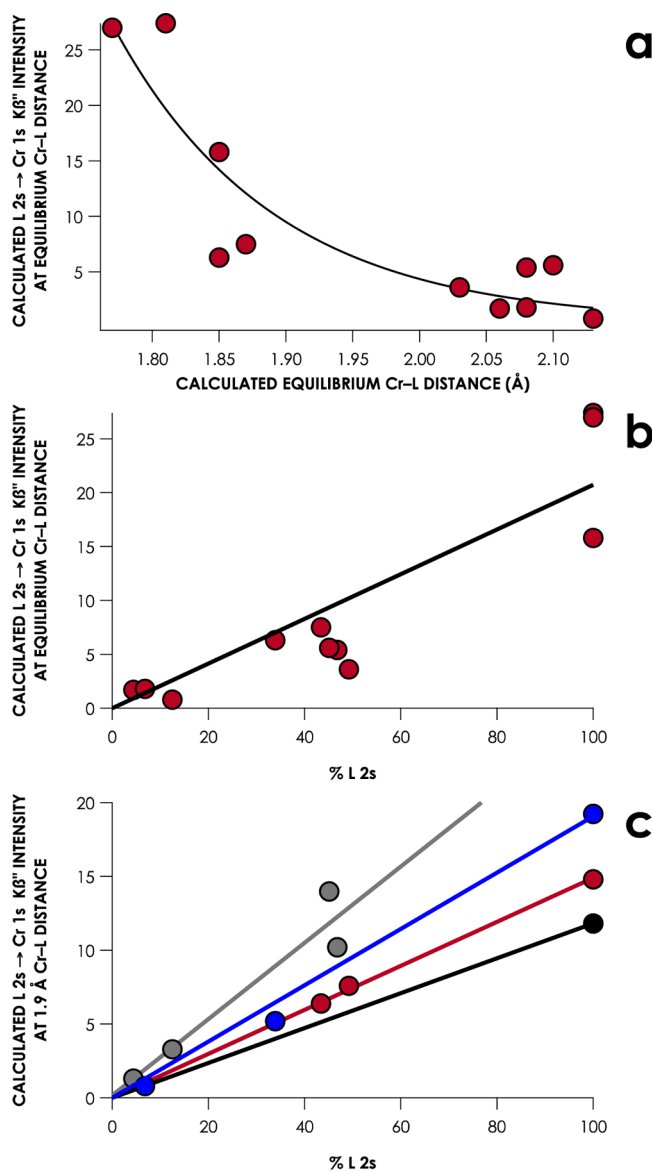 a
CALCULATED L 2s → Cr 1s Kß" INTENSITY
AT EQUILIBRIUM Cr–L DISTANCE
25
20
15
10
5
1.80 1.85 1.90 1.95 2.00 2.05 2.10
CALCULATED EQUILIBRIUM Cr–L DISTANCE (Å)
b
CALCULATED L 2s → Cr 1s Kß" INTENSITY
AT EQUILIBRIUM Cr–L DISTANCE
25
20
15
10
5
0
0 20 40 60 80 100
% L 2s
c
CALCULATED L 2s → Cr 1s Kß" INTENSITY
AT 1.9 Å Cr–L DISTANCE
20
15
10
5
0
0 20 40 60 80 100
% L 2s